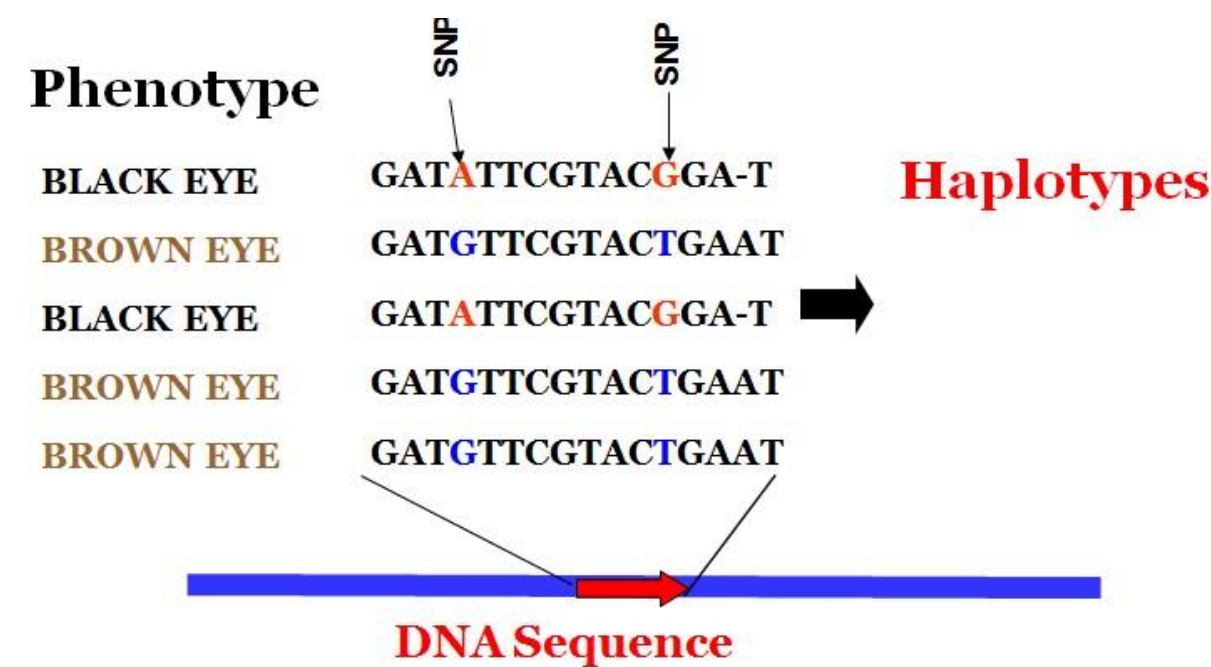 SNP
SNP
Phenotype
BLACK EYE GATATTCGTACGGA-T
Haplotypes
BROWN EYE GATGTTCGTACTGAAT
BLACK EYE GATATTCGTACGGA-T
BROWN EYE GATGTTCGTACTGAAT
BROWN EYE GATGTTCGTACTGAAT
DNA Sequence